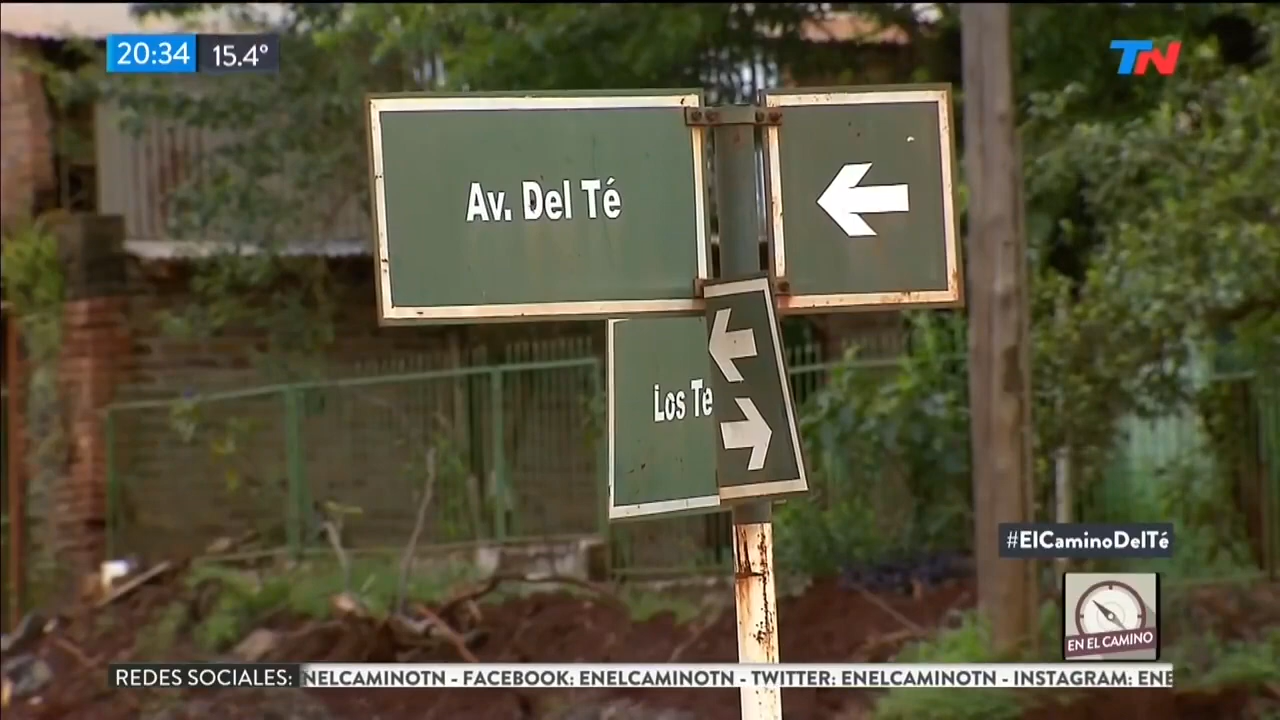 20:34 15.4°
TN
Av. Del Té
Los Te
#ElCaminoDelTé
EN EL CAMINO
REDES SOCIALES: NELCAMINOTN - FACEBOOK: ENELCAMINOTN - TWITTER: ENELCAMINOTN - INSTAGRAM: ENE